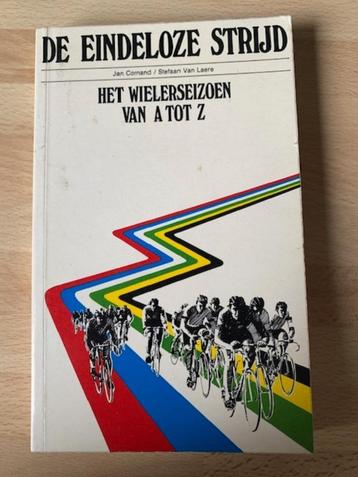 DE EINDELOZE STRIJD
Jan Cornand / Stefaan Van Laere
HET WIELERSEIZOEN
VAN A TOT Z